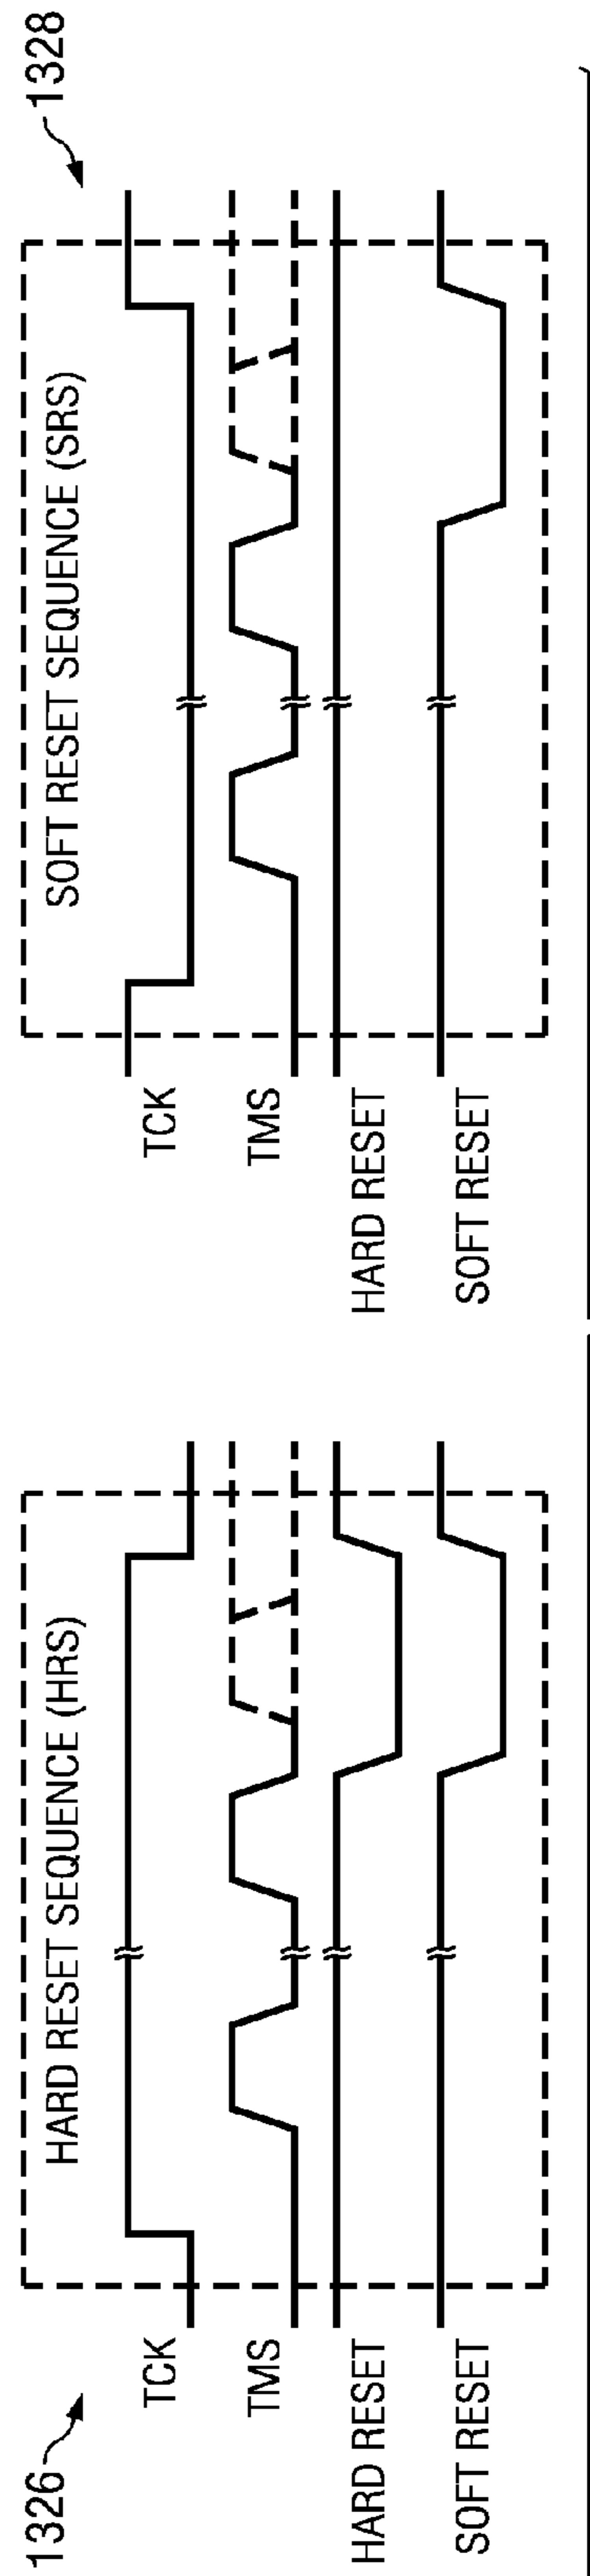 1326
HARD RESET SEQUENCE (HRS)
TCK
TMS
HARD RESET
SOFT RESET
1328
SOFT RESET SEQUENCE (SRS)
TCK
TMS
HARD RESET
SOFT RESET